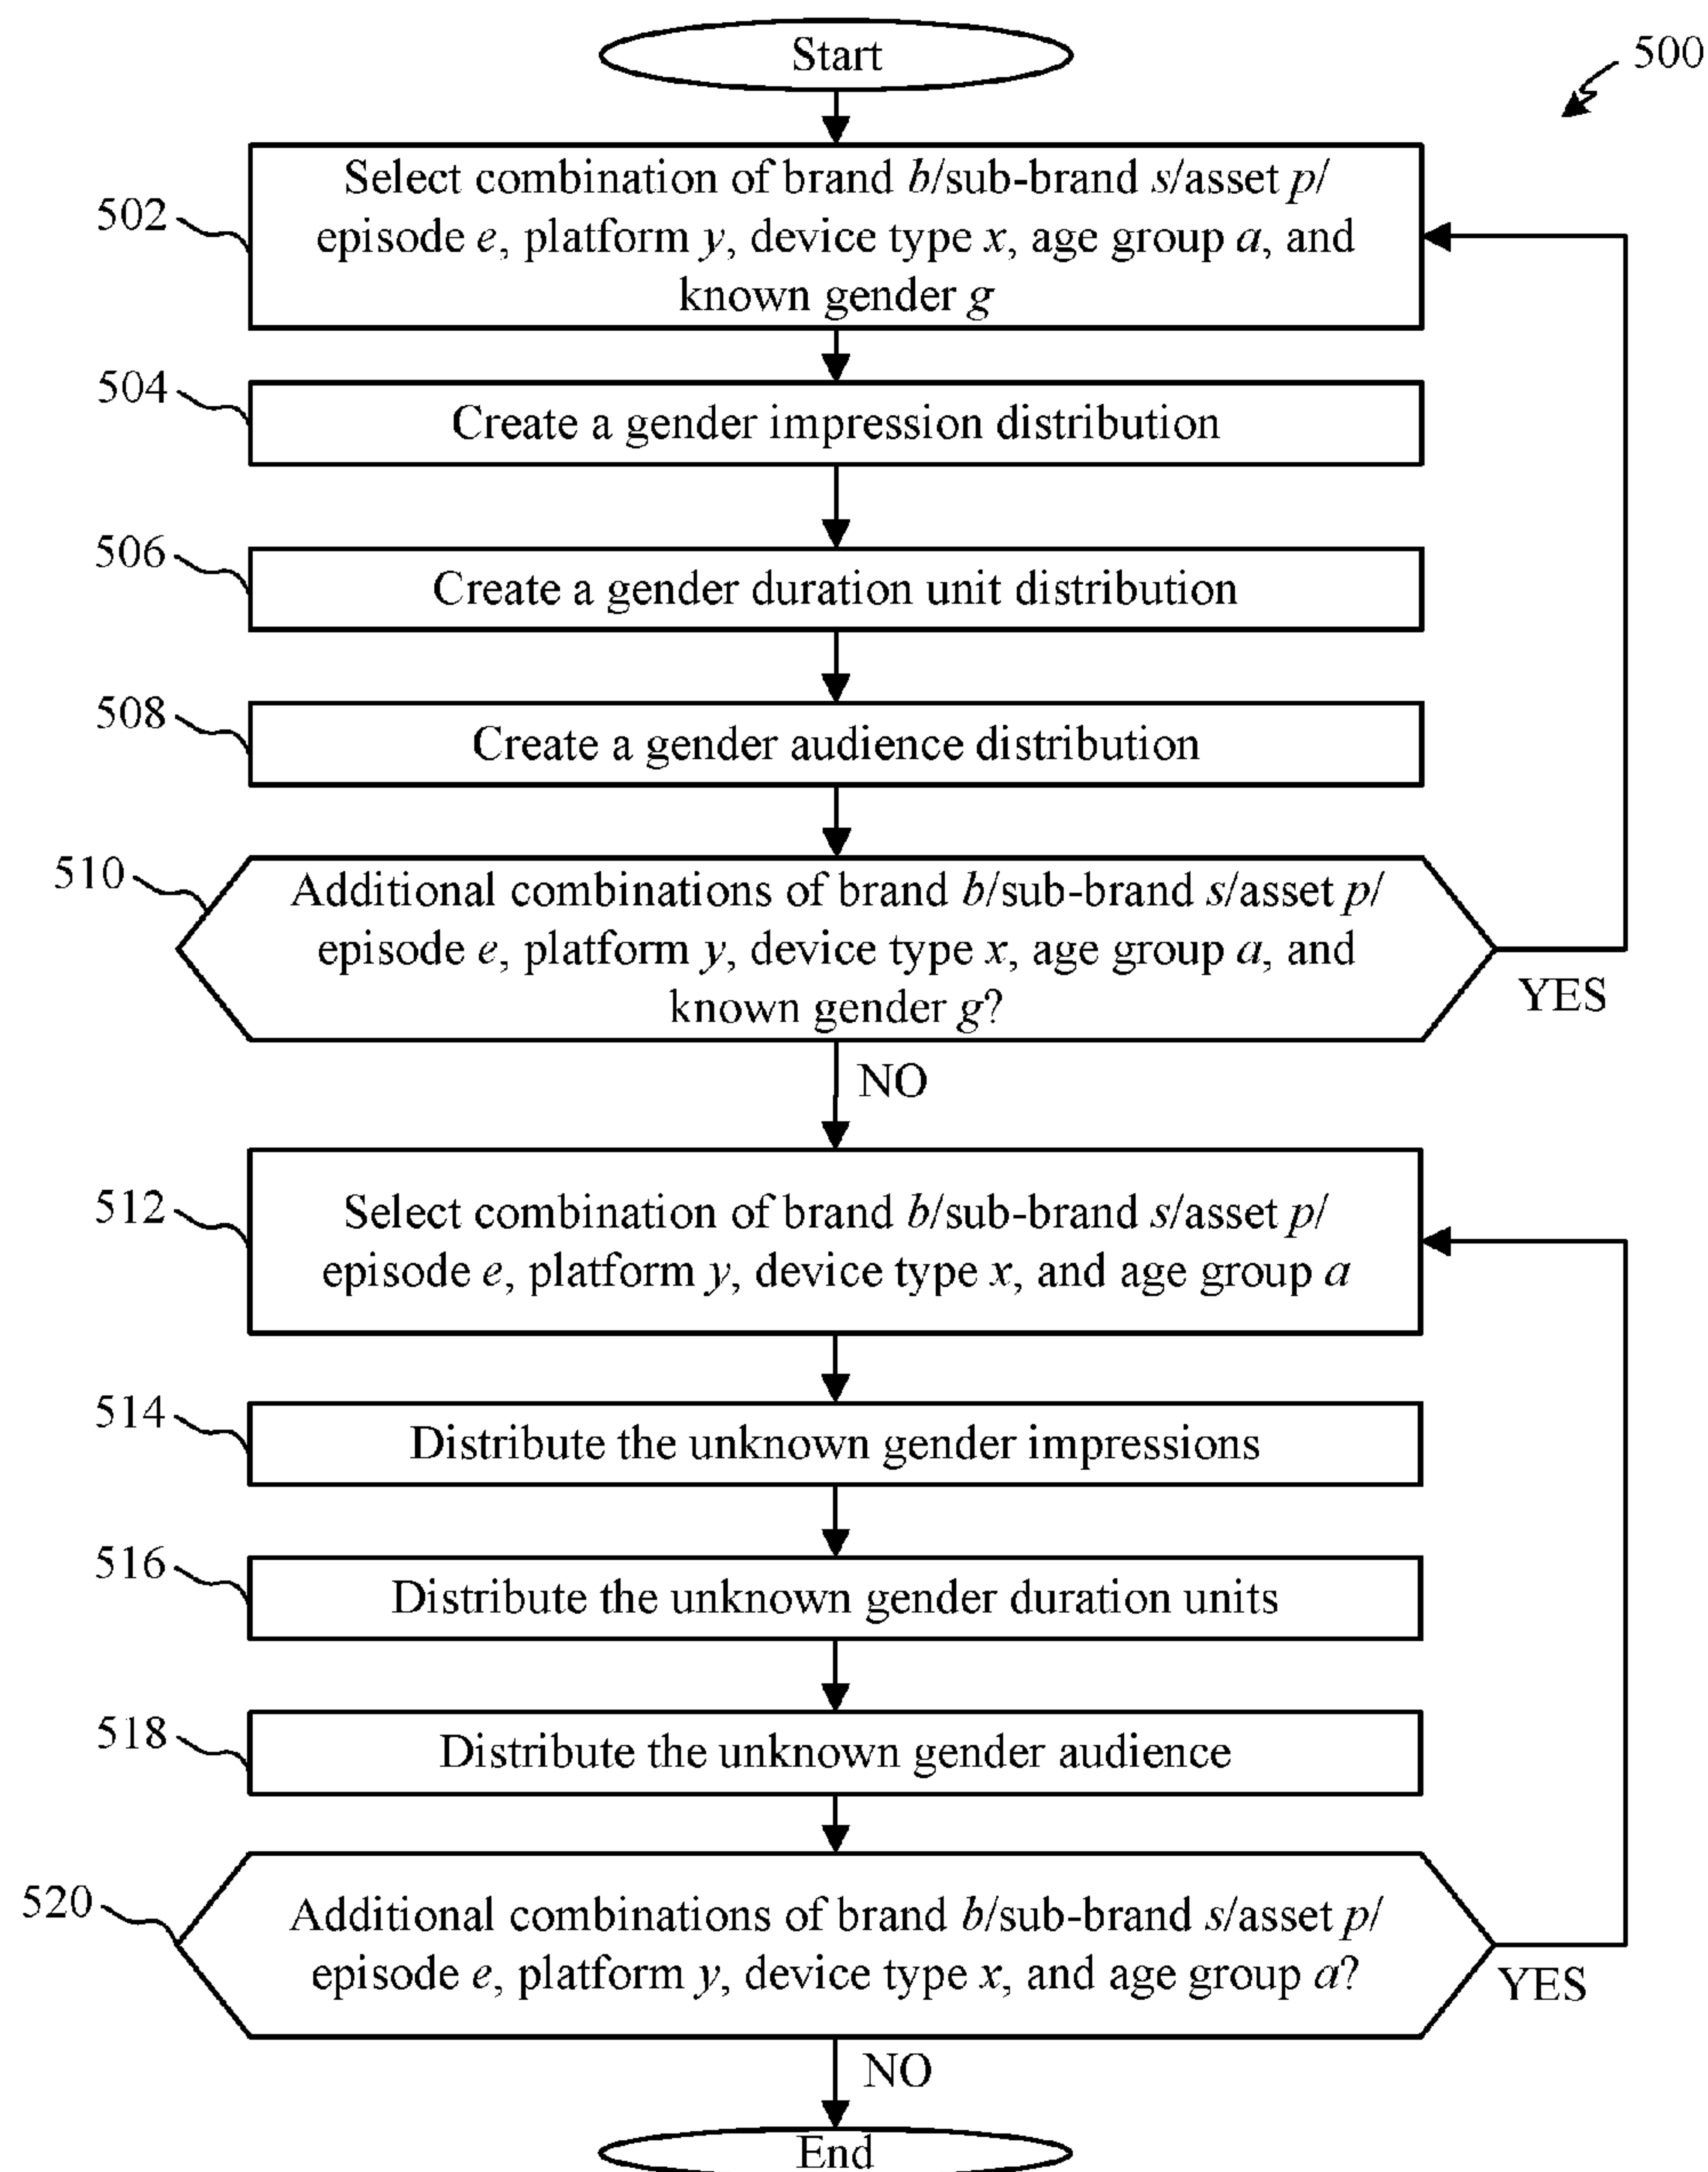 Start
500
502
Select combination of brand b/sub-brand s/asset p/
episode e, platform y, device type x, age group a, and
known gender g
504
Create a gender impression distribution
506
Create a gender duration unit distribution
508
Create a gender audience distribution
510
Additional combinations of brand b/sub-brand s/asset p/
episode e, platform y, device type x, age group a, and
known gender g?
YES
NO
512
Select combination of brand b/sub-brand s/asset p/
episode e, platform y, device type x, and age group a
514
Distribute the unknown gender impressions
516
Distribute the unknown gender duration units
518
Distribute the unknown gender audience
520
Additional combinations of brand b/sub-brand s/asset p/
episode e, platform y, device type x, and age group a?
YES
NO
End